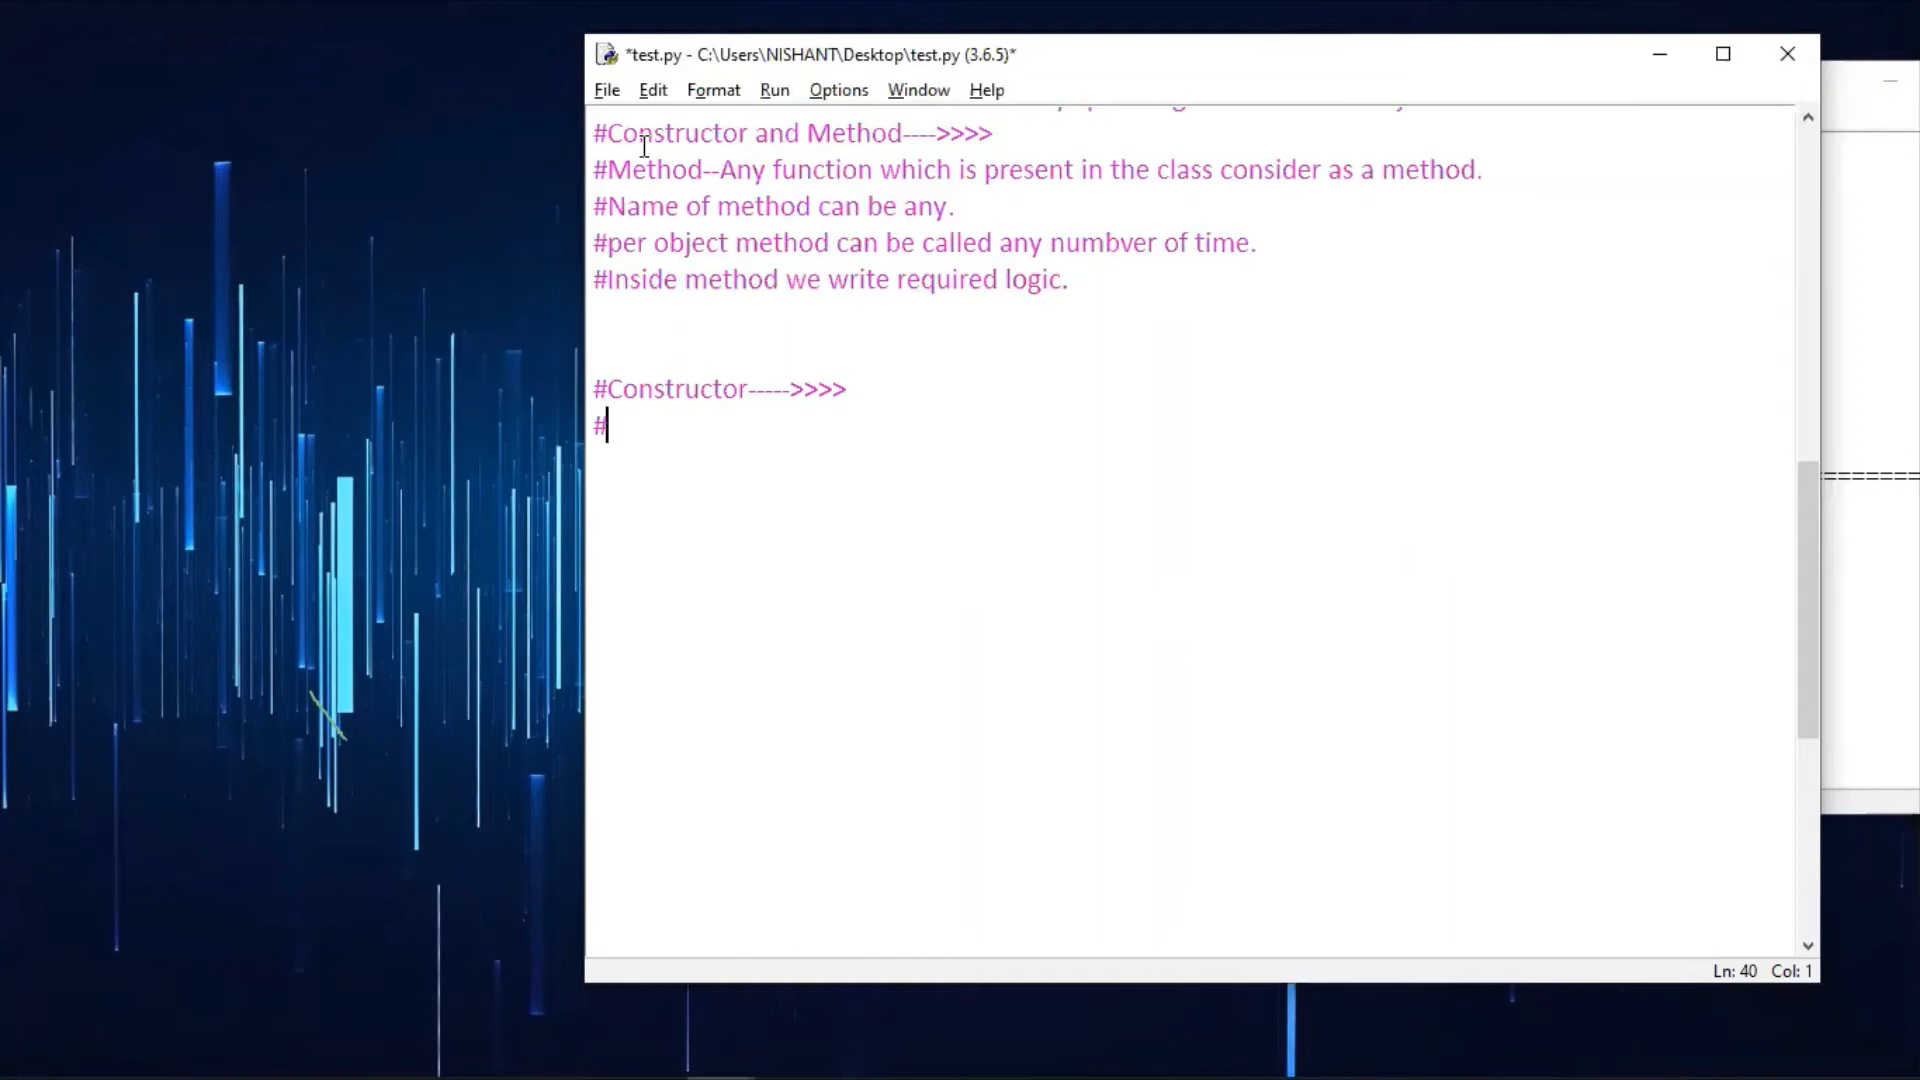 *test.py - C:\Users\NISHANT\Desktop\test.py (3.6.5)*
File Edit Format Run Options Window Help
#Constructor and Method---->>>>
#Method--Any function which is present in the class consider as a method.
#Name of method can be any.
#per object method can be called any numbver of time.
#Inside method we write required logic.
#Constructor----->>>>
#
Ln: 40 Col: 1